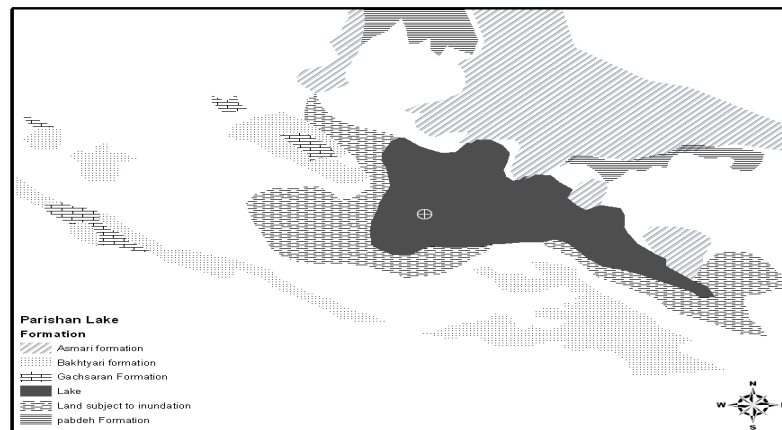 Parishan Lake
Formation
Asmari formation
Bakhtyari formation
Gachsaran Formation
Lake
Land subject to inundation
pabdeh Formation
N
W
S